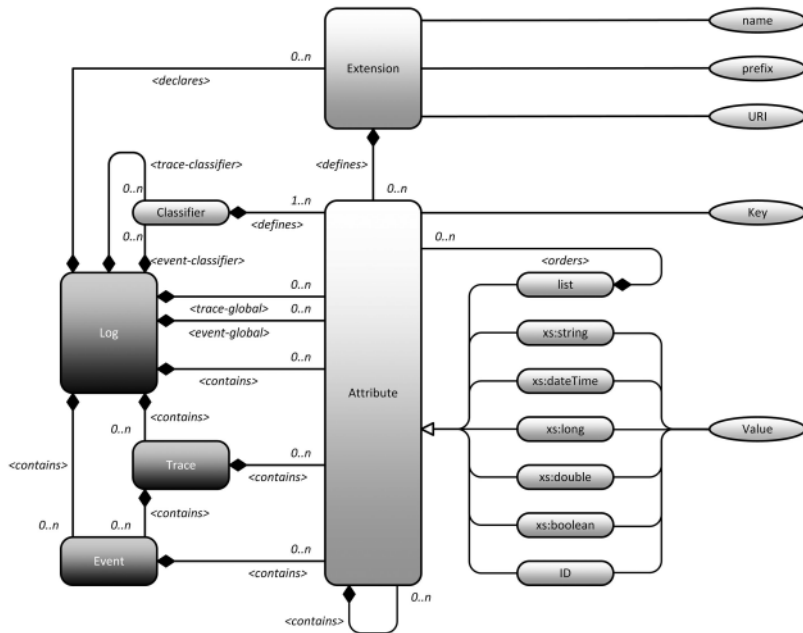 name
0..n
Extension
prefix
<declares>
URI
<trace-classifier>
<defines>
0..n
1..n
0..n
Classifier
Key
<defines>
0..n
0..n
<event-classifier>
<orders>
0..n
list
<trace-global>
0..n
Log
<event-global>
xs:string
0..n
<contains>
xs:dateTime
Attribute
<contains>
0..n
xs:long
Value
0..n
<contains>
Trace
<contains>
xs:double
<contains>
0..n
0..n
xs:boolean
0..n
Event
<contains>
ID
0..n
<contains>